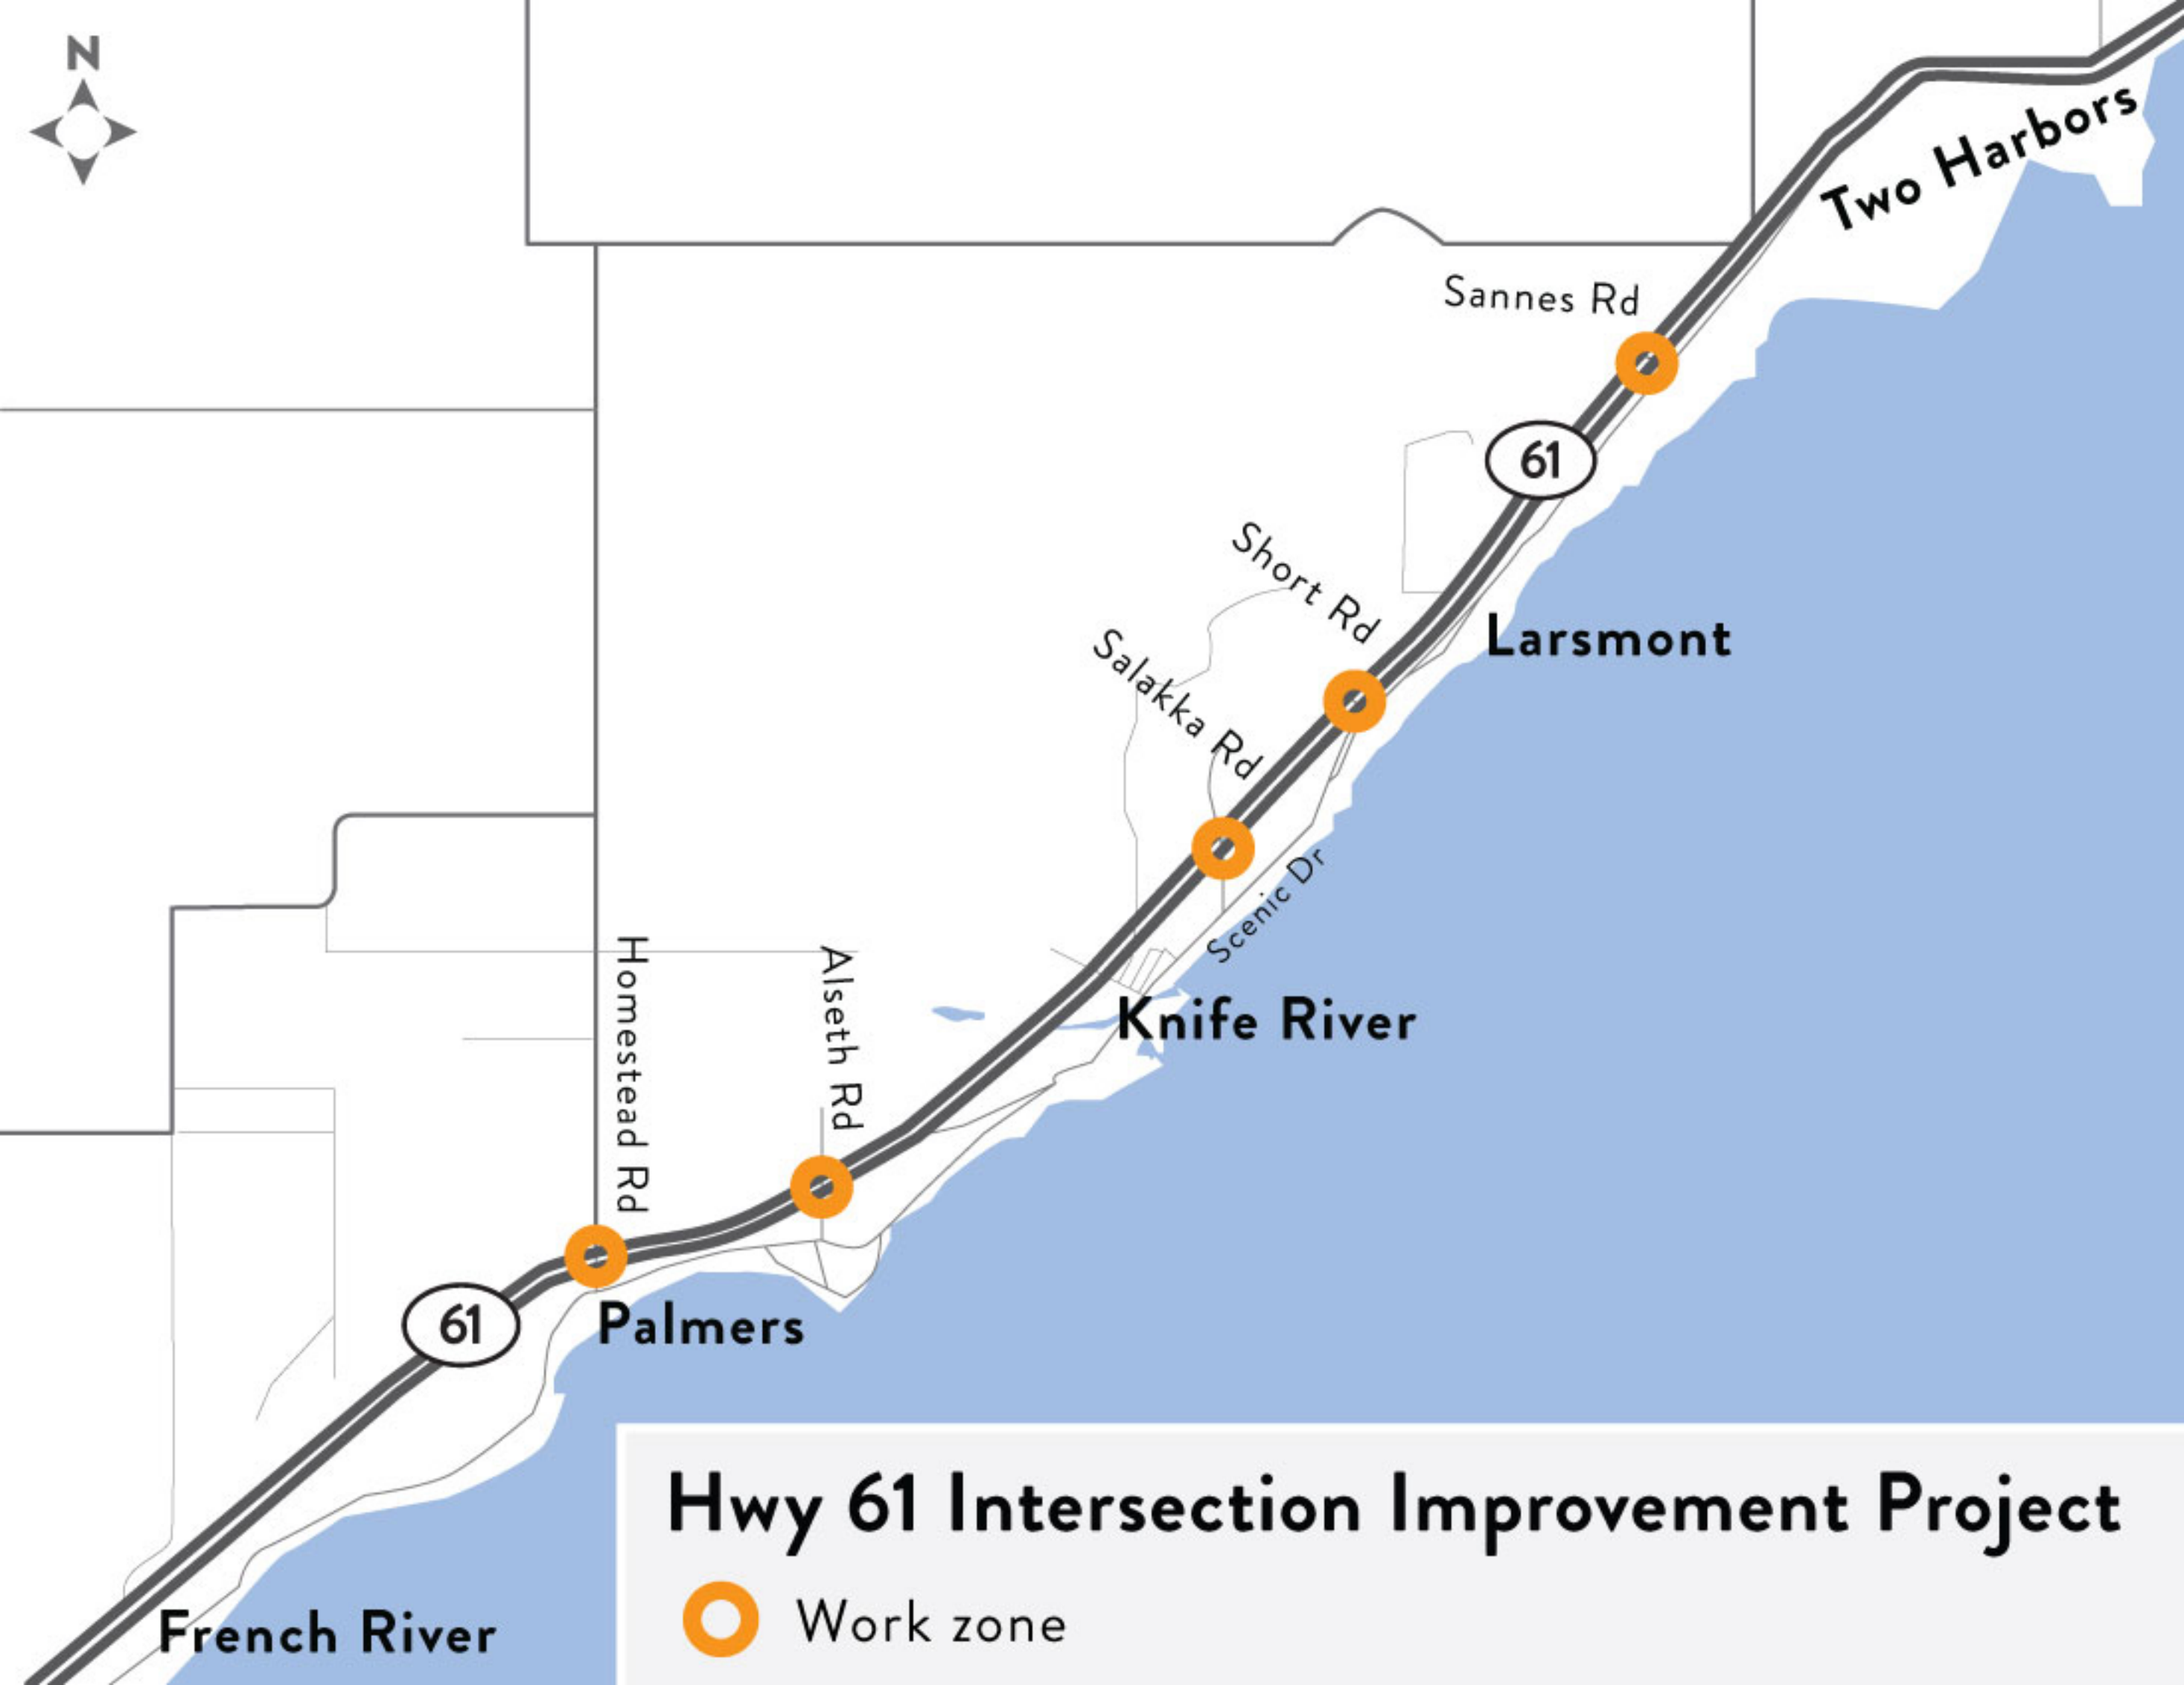 N
Two Harbors
Sannes Rd
61
Short Rd
Larsmont
Salakka Rd
Scenic Dr
Knife River
Homestead Rd
Alseth Rd
Palmers
61
French River
Hwy 61 Intersection Improvement Project
Work zone